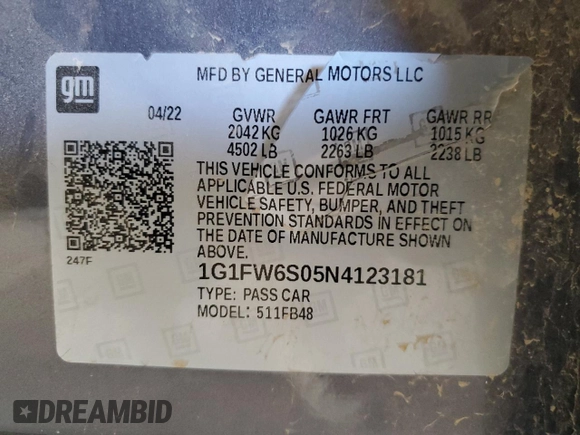 gm
MFD BY GENERAL MOTORS LLC
04/22 GVWR GAWR FRT GAWR RR
2042 KG 1026 KG 1015 KG
4502 LB 2263 LB 2238 LB
THIS VEHICLE CONFORMS TO ALL
APPLICABLE U.S. FEDERAL MOTOR
VEHICLE SAFETY, BUMPER, AND THEFT
PREVENTION STANDARDS IN EFFECT ON
THE DATE OF MANUFACTURE SHOWN
ABOVE.
247F
1G1FW6S05N4123181
TYPE: PASS CAR
MODEL: 511FB48
DREAMBID